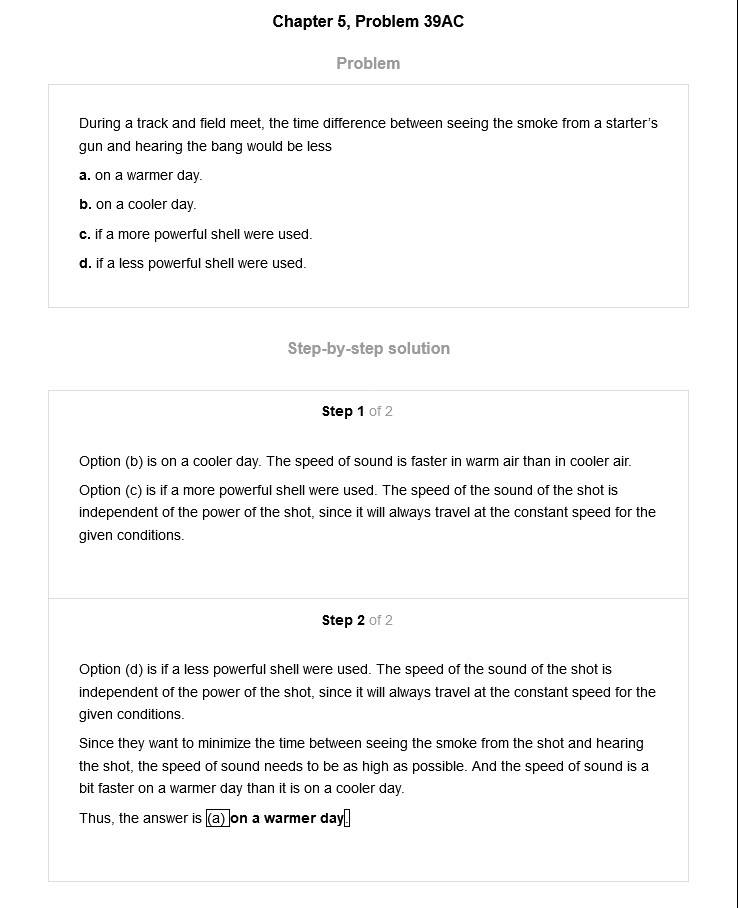 Chapter 5, Problem 39AC
Problem
During a track and field meet, the time difference between seeing the smoke from a starter's
gun and hearing the bang would be less
a. on a warmer day.
b. on a cooler day.
c. if a more powerful shell were used.
d. if a less powerful shell were used.
Step-by-step solution
Step 1 of 2
Option (b) is on a cooler day. The speed of sound is faster in warm air than in cooler air.
Option (c) is if a more powerful shell were used. The speed of the sound of the shot is
independent of the power of the shot, since it will always travel at the constant speed for the
given conditions.
Step 2 of 2
Option (d) is if a less powerful shell were used. The speed of the sound of the shot is
independent of the power of the shot, since it will always travel at the constant speed for the
given conditions.
Since they want to minimize the time between seeing the smoke from the shot and hearing
the shot, the speed of sound needs to be as high as possible. And the speed of sound is a
bit faster on a warmer day than it is on a cooler day.
Thus, the answer is (a) on a warmer day.